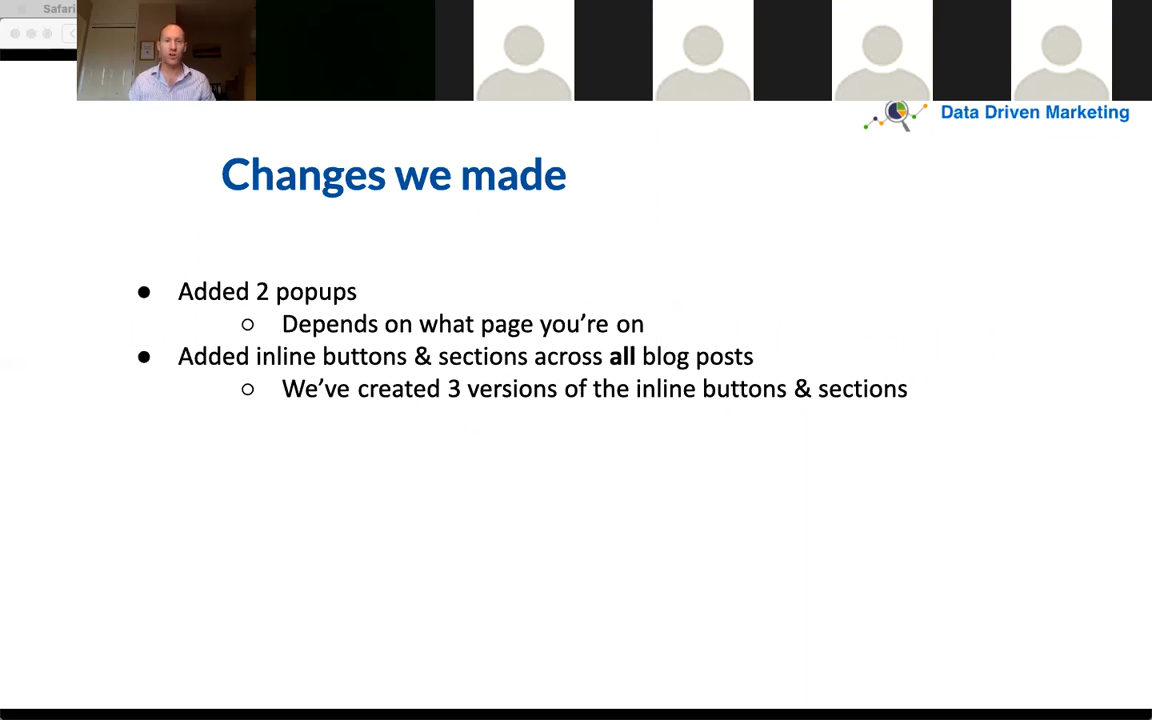 Safari
Data Driven Marketing
Changes we made
● Added 2 popups
○ Depends on what page you're on
● Added inline buttons & sections across all blog posts
○ We've created 3 versions of the inline buttons & sections